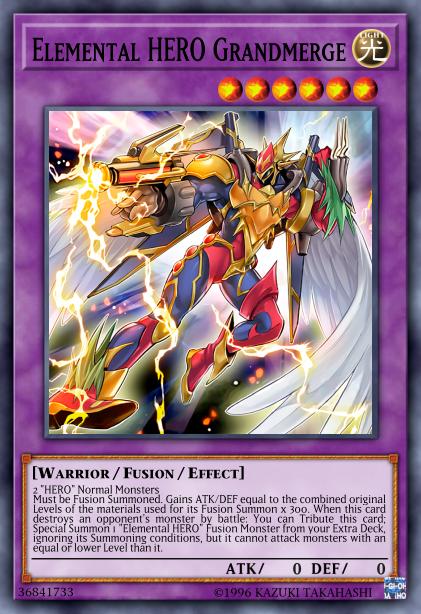 Elemental HERO Grandmerge
LIGHT
光
[Warrior / Fusion / Effect]
2 "HERO" Normal Monsters
Must be Fusion Summoned. Gains ATK/DEF equal to the combined original
Levels of the materials used for its Fusion Summon x 300. When this card
destroys an opponent's monster by battle: You can Tribute this card;
Special Summon 1 "Elemental HERO" Fusion Monster from your Extra Deck,
ignoring its Summoning conditions, but it cannot attack monsters with an
equal or lower Level than it.
ATK/ 0 DEF/ 0
36841733 ©1996 KAZUKI TAKAHASHI